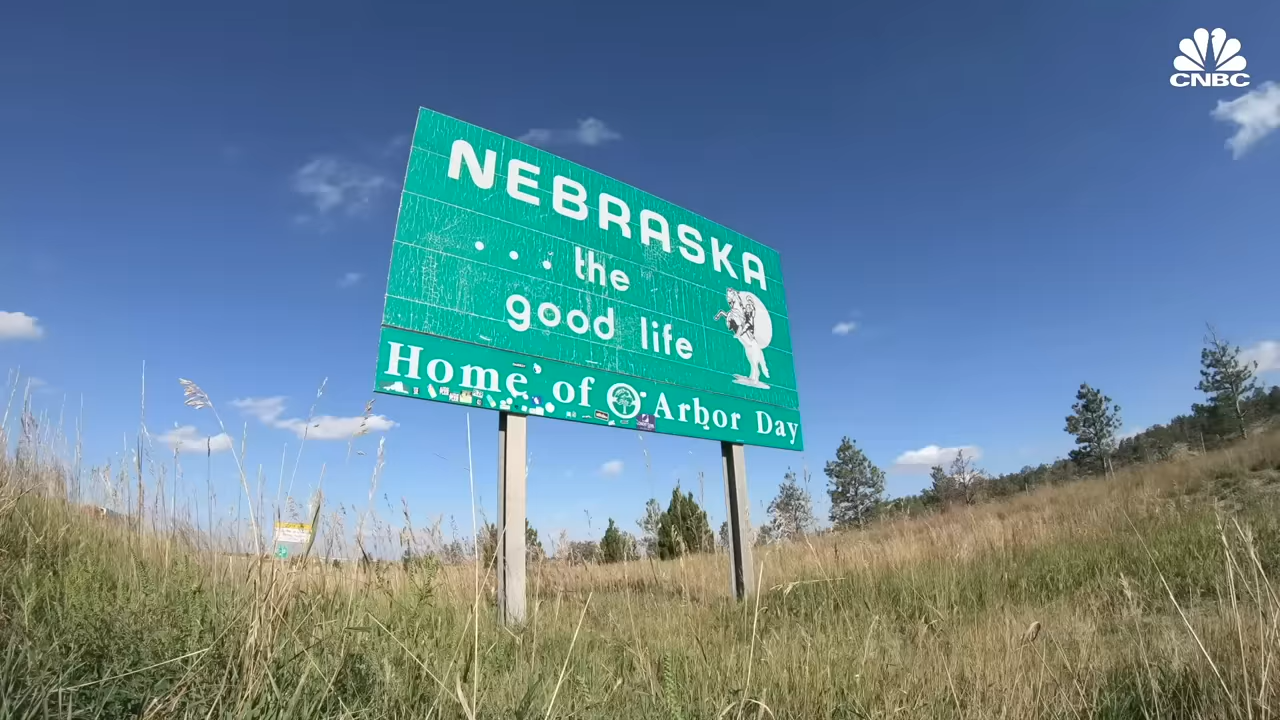 CNBC
NEBRASKA
... the
good life
Home of Arbor Day